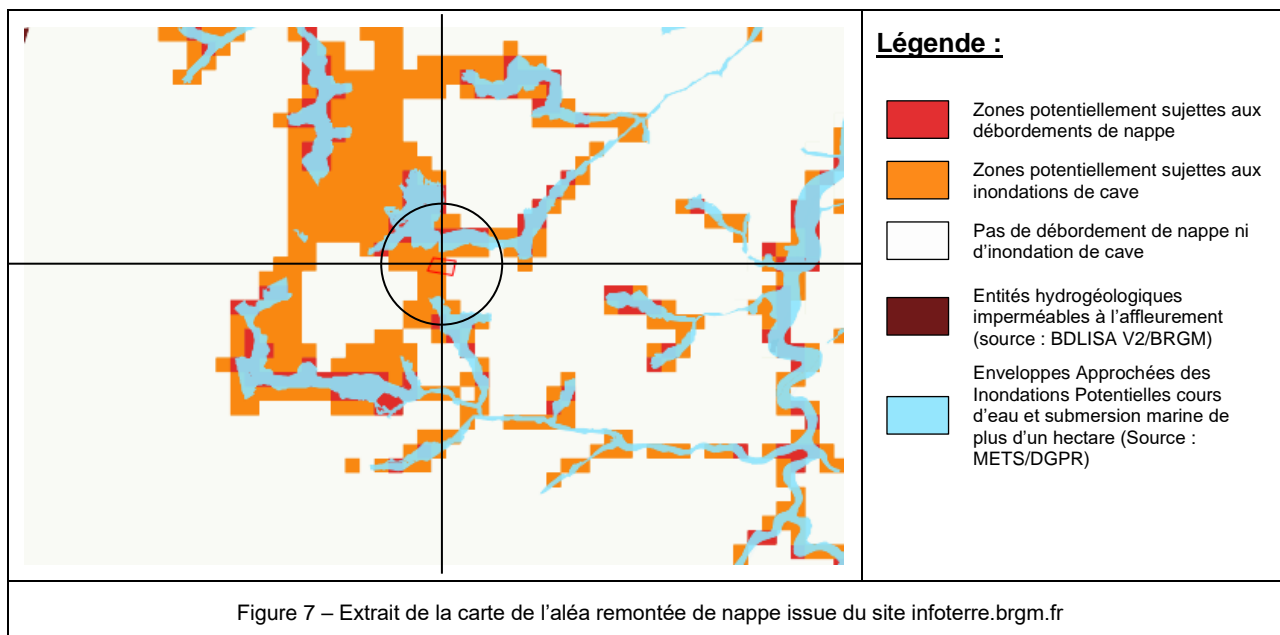 Légende :
Zones potentiellement sujettes aux
débordements de nappe
Zones potentiellement sujettes aux
inondations de cave
Pas de débordement de nappe ni
d'inondation de cave
Entités hydrogéologiques
imperméables à l'affleurement
(source : BDLISA V2/BRGM)
Enveloppes Approchées des
Inondations Potentielles cours
d'eau et submersion marine de
plus d'un hectare (Source :
METS/DGPR)
Figure 7 – Extrait de la carte de l'aléa remontée de nappe issue du site infoterre.brgm.fr